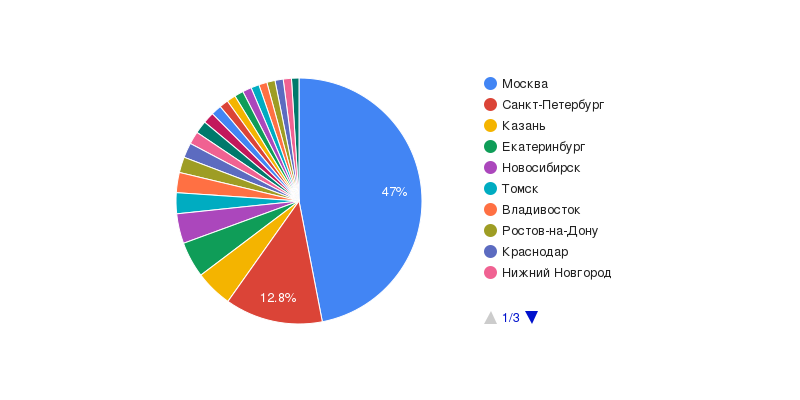 47%
12.8%
Москва
Санкт-Петербург
Казань
Екатеринбург
Новосибирск
Томск
Владивосток
Ростов-на-Дону
Краснодар
Нижний Новгород
1/3